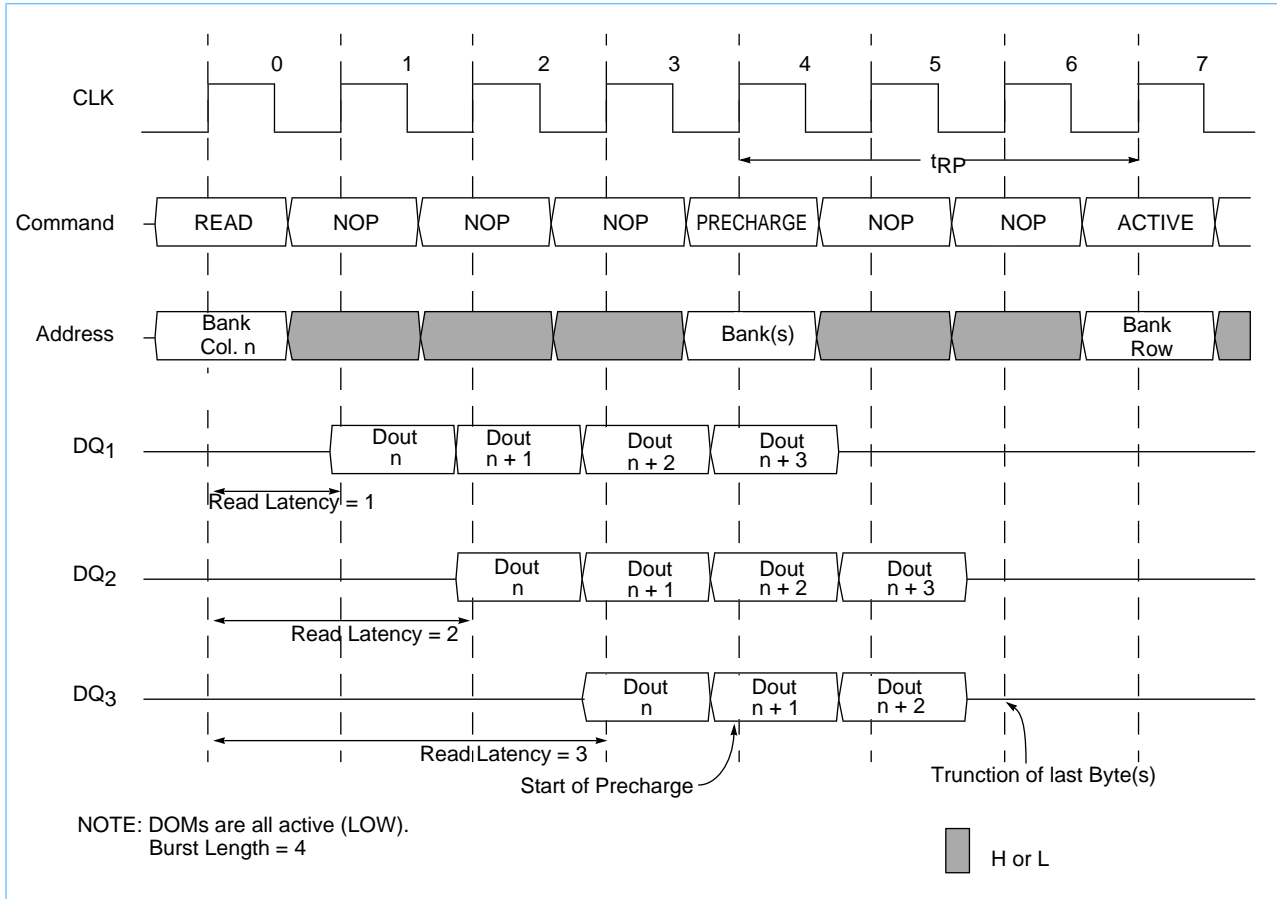 0 1 2 3 4 5 6 7
CLK
tRP
Command READ NOP NOP NOP PRECHARGE NOP NOP ACTIVE
Address Bank Col. n Bank(s) Bank Row
DQ1 Dout n Dout n + 1 Dout n + 2 Dout n + 3
Read Latency = 1
DQ2 Dout n Dout n + 1 Dout n + 2 Dout n + 3
Read Latency = 2
DQ3 Dout n Dout n + 1 Dout n + 2
Read Latency = 3
Start of Precharge
Trunction of last Byte(s)
NOTE: DOMs are all active (LOW).
Burst Length = 4
H or L